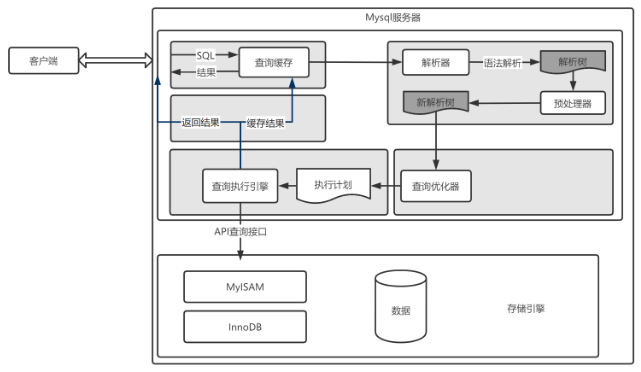 Mysql服务器
客户端
SQL
结果
查询缓存
解析器
语法解析
解析树
新解析树
预处理器
返回结果
缓存结果
查询执行引擎
执行计划
查询优化器
API查询接口
MyISAM
InnoDB
数据
存储引擎